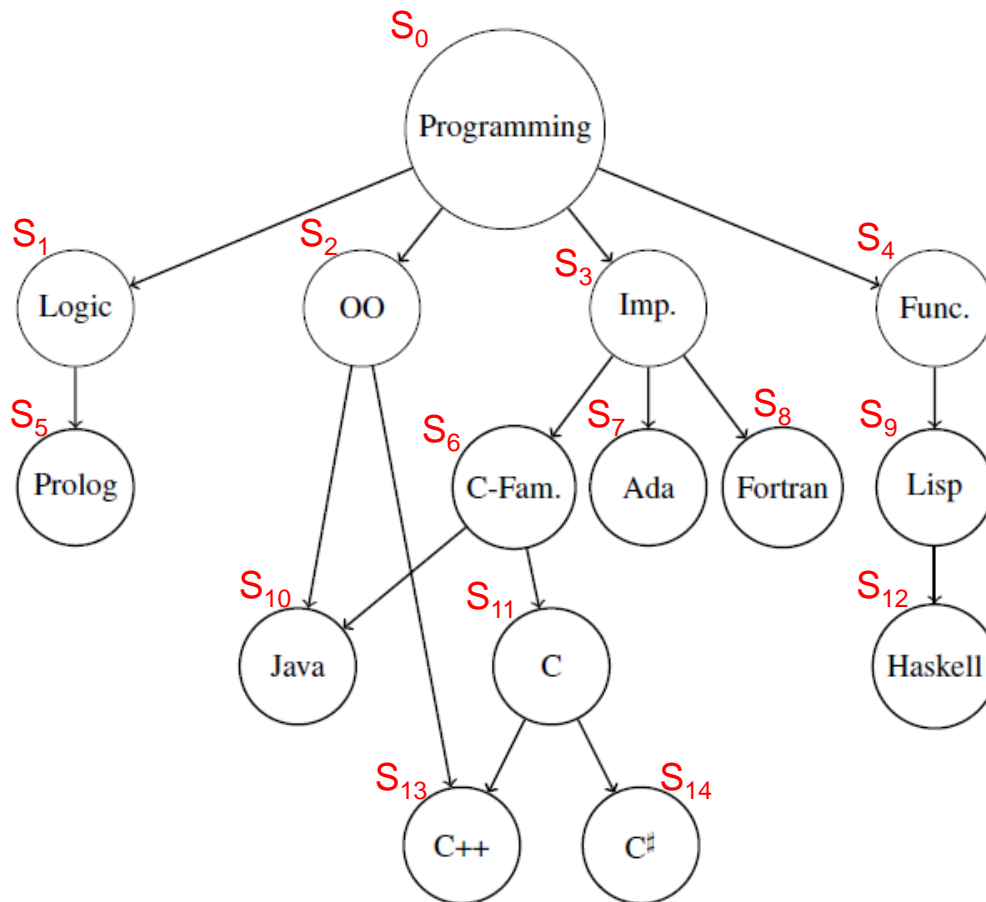 S₀
Programming
S₁
S₂
S₃
S₄
Logic
OO
Imp.
Func.
S₅
S₆
S₇
S₈
S₉
Prolog
C-Fam.
Ada
Fortran
Lisp
S₁₀
S₁₁
S₁₂
Java
C
Haskell
S₁₃
S₁₄
C++
C♯